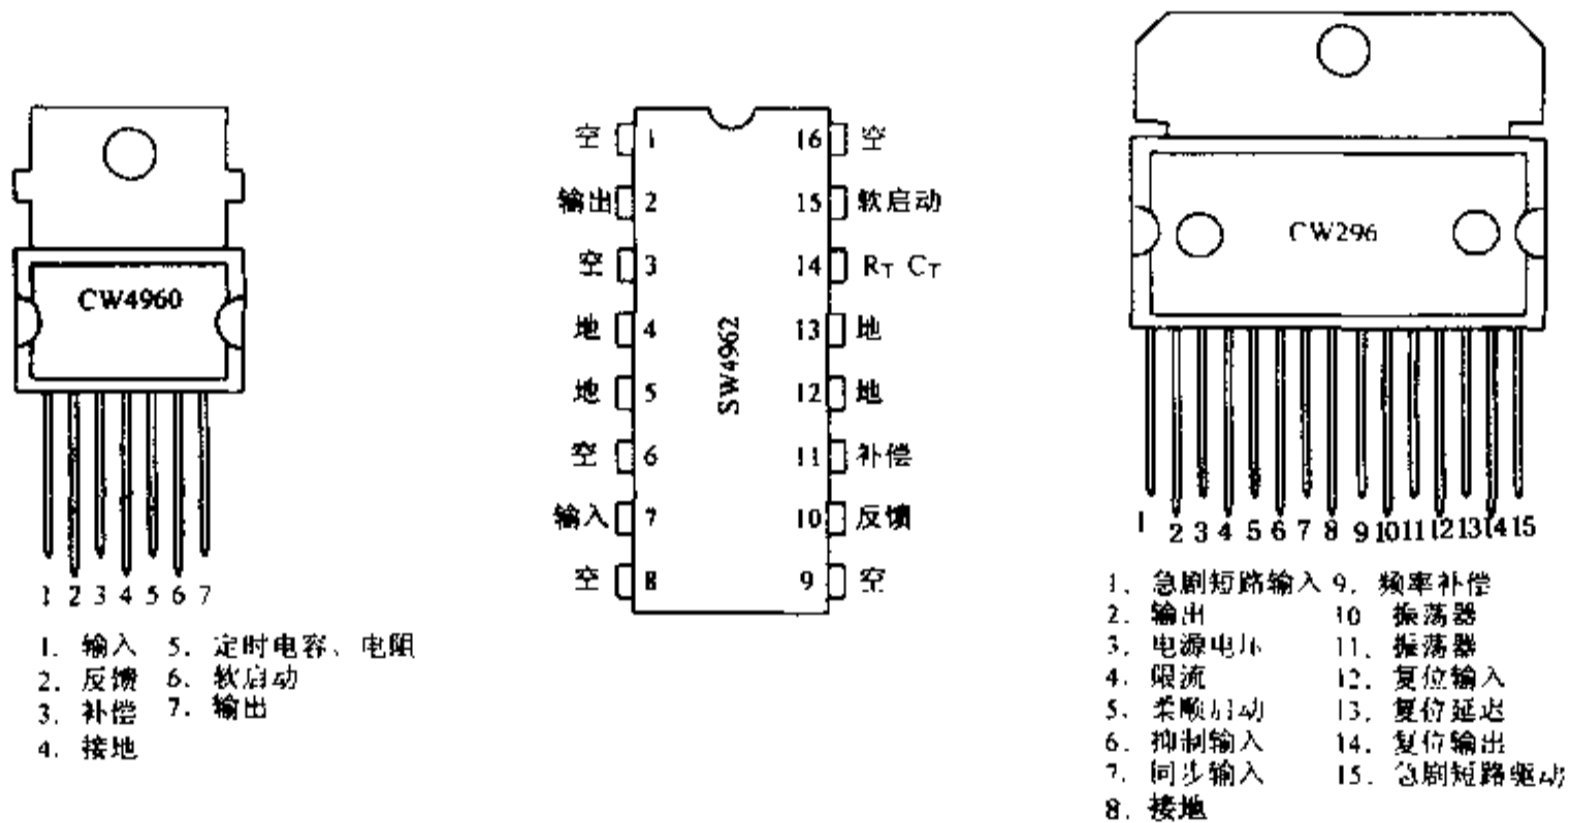 CW4960
1 2 3 4 5 6 7
1. 输入 5. 定时电容、电阻
2. 反馈 6. 软启动
3. 补偿 7. 输出
4. 接地
空 1 16 空
输出 2 15 软启动
空 3 14 RT CT
地 4 13 地
地 5 12 地
空 6 11 补偿
输入 7 10 反馈
空 8 9 空
SW4962
CW296
1 2 3 4 5 6 7 8 9 10 11 12 13 14 15
1. 急剧短路输入 9. 频率补偿
2. 输出 10 振荡器
3. 电源电压 11. 振荡器
4. 限流 12. 复位输入
5. 柔顺启动 13. 复位延迟
6. 抑制输入 14. 复位输出
7. 同步输入 15. 急剧短路驱动
8. 接地